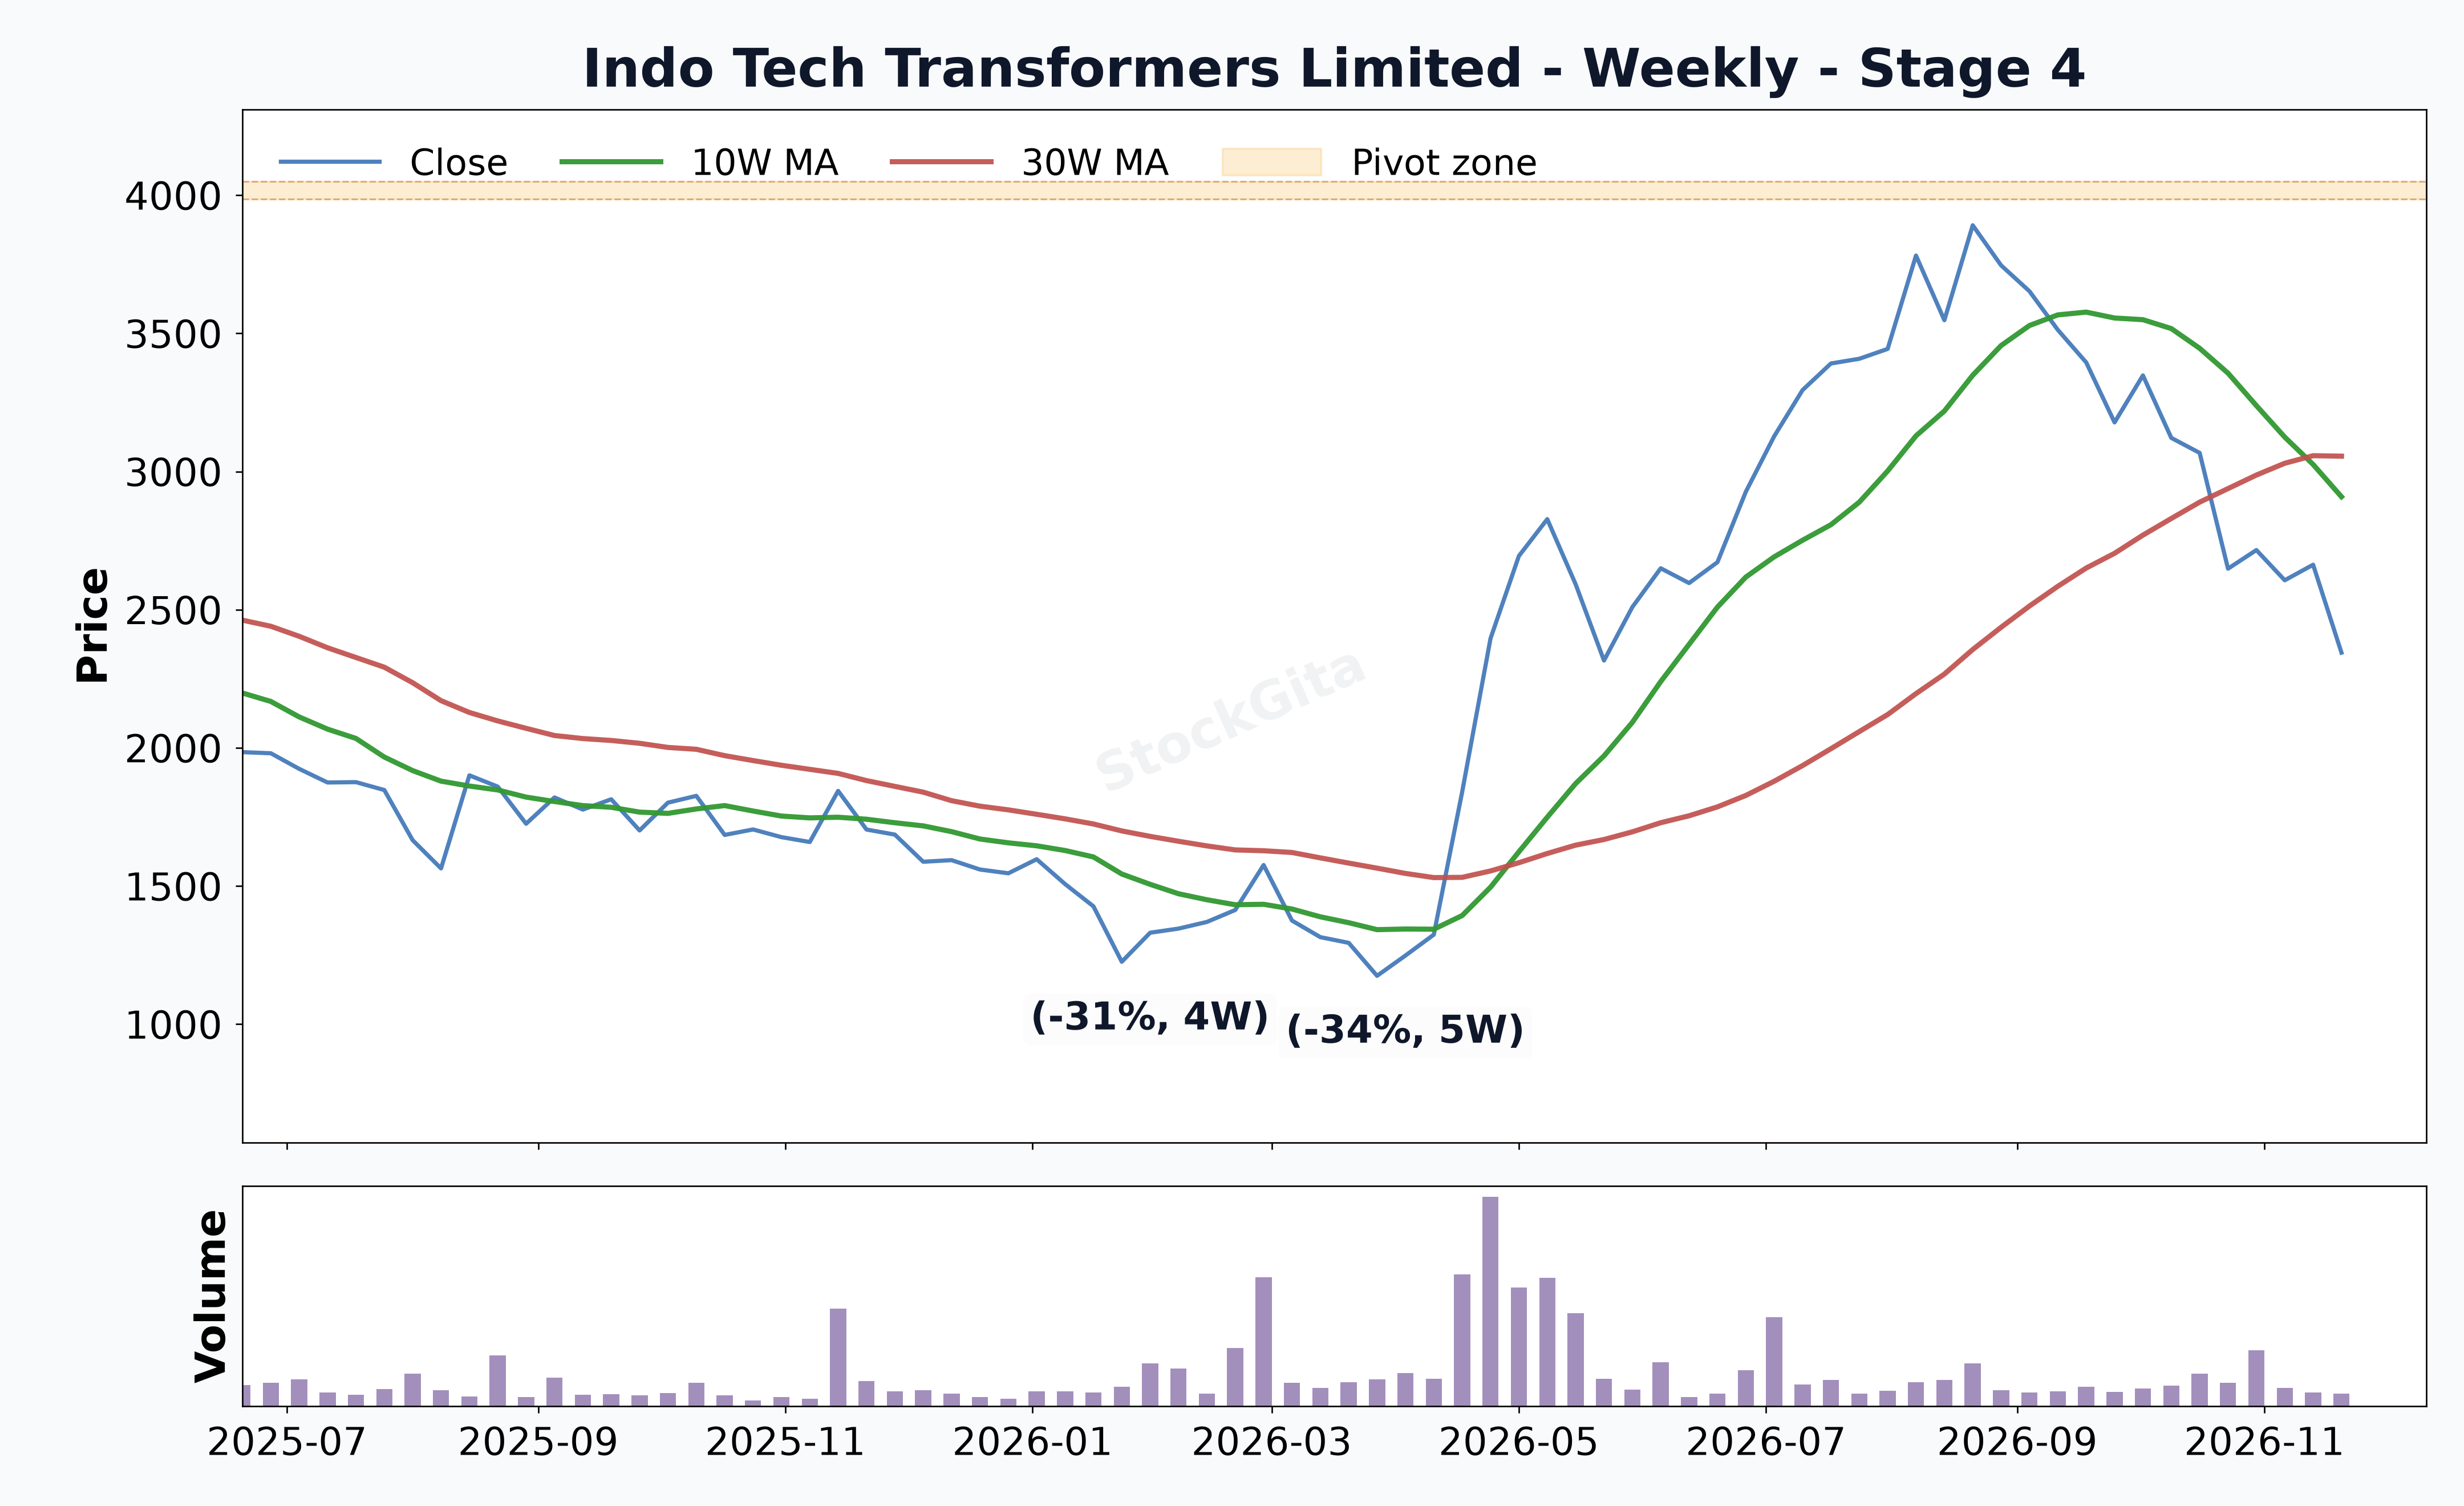 Indo Tech Transformers Limited - Weekly - Stage 4
Close 10W MA 30W MA Pivot zone
4000
3500
3000
2500
2000
1500
1000
Price
StockGita
(-31%, 4W) (-34%, 5W)
Volume
2025-07 2025-09 2025-11 2026-01 2026-03 2026-05 2026-07 2026-09 2026-11